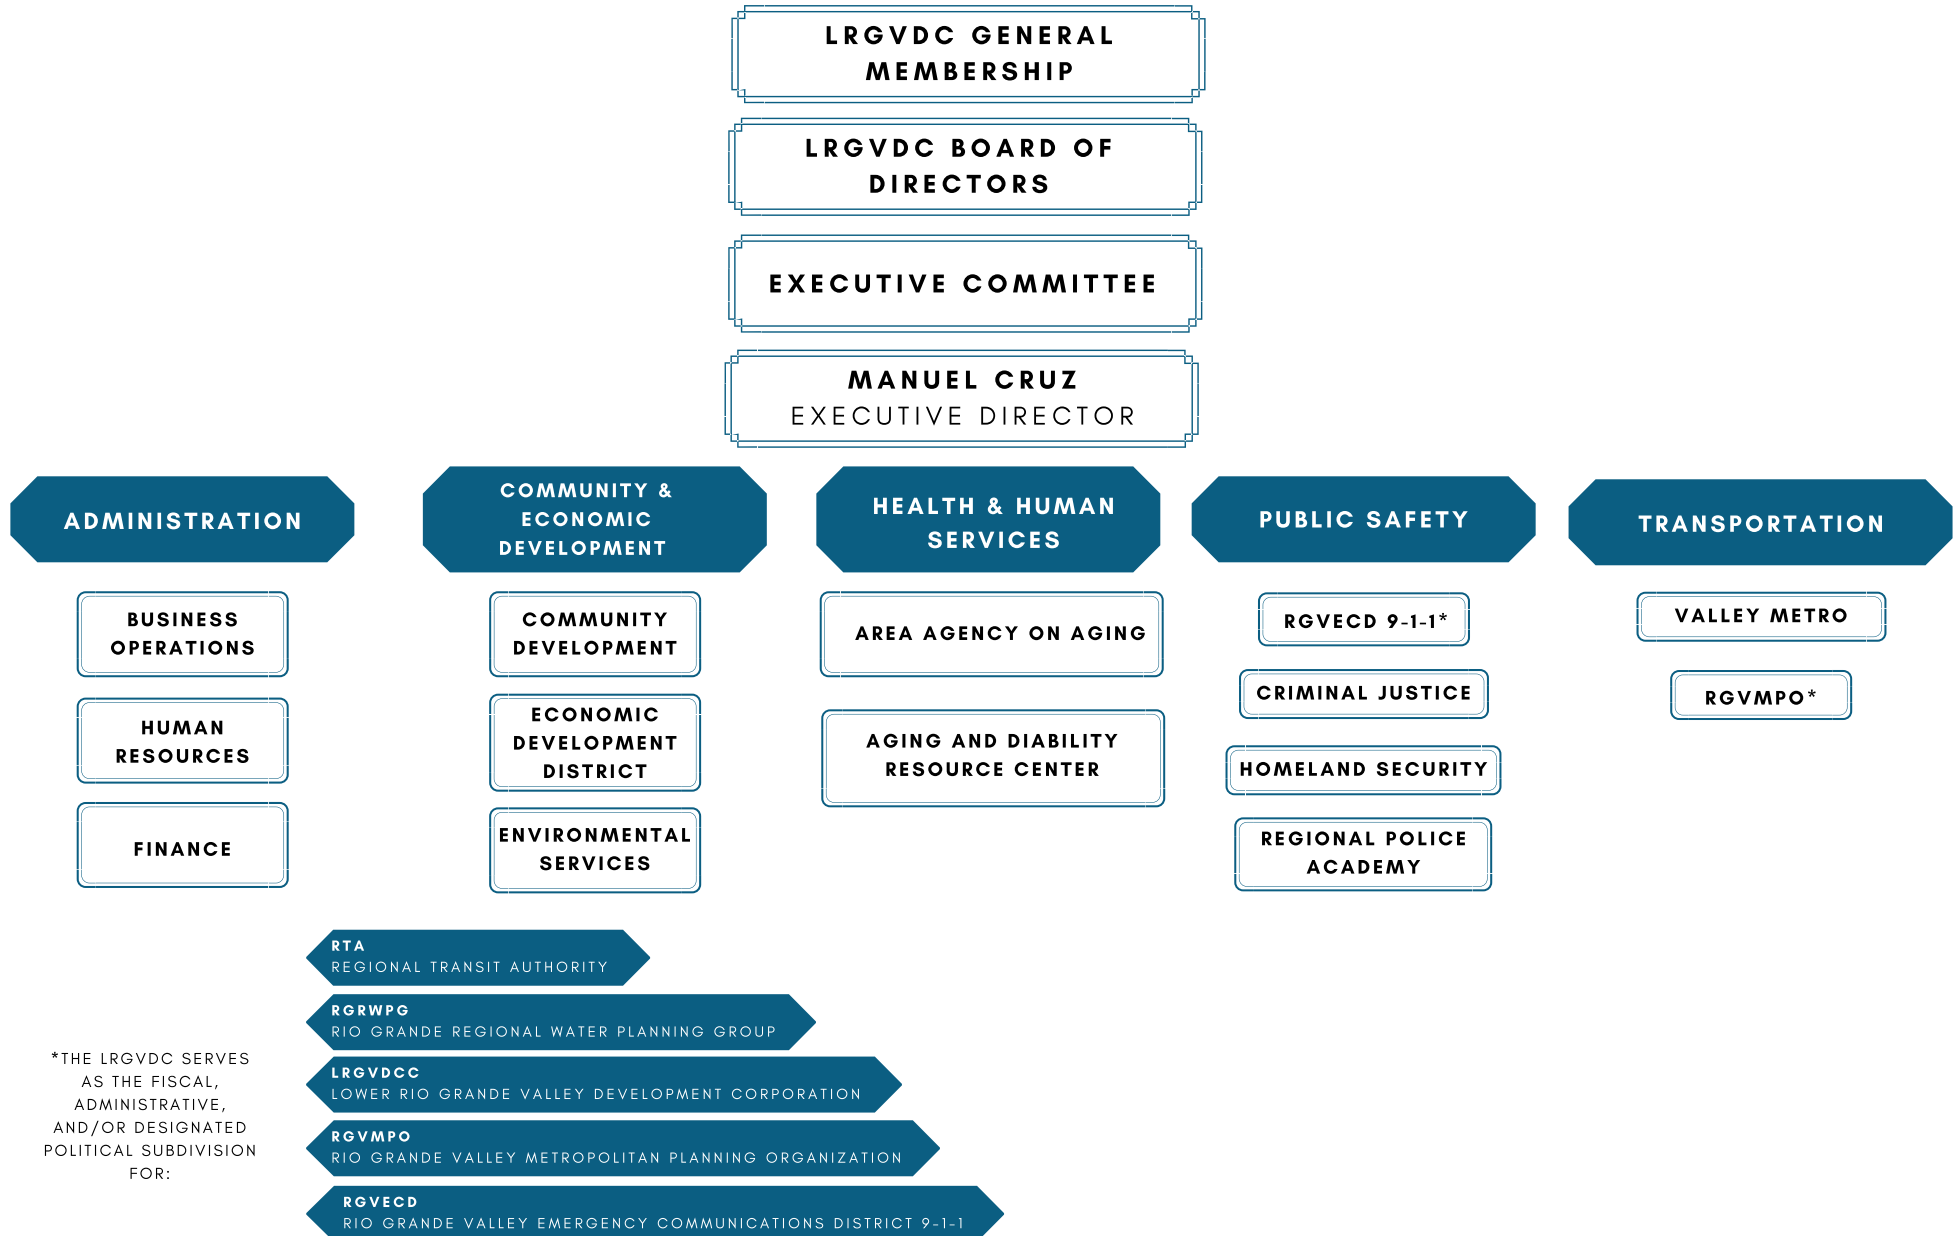 LRGVDC GENERAL
MEMBERSHIP
LRGVDC BOARD OF
DIRECTORS
EXECUTIVE COMMITTEE
MANUEL CRUZ
EXECUTIVE DIRECTOR
ADMINISTRATION
BUSINESS
OPERATIONS
HUMAN
RESOURCES
FINANCE
COMMUNITY &
ECONOMIC
DEVELOPMENT
COMMUNITY
DEVELOPMENT
ECONOMIC
DEVELOPMENT
DISTRICT
ENVIRONMENTAL
SERVICES
HEALTH & HUMAN
SERVICES
AREA AGENCY ON AGING
AGING AND DIABILITY
RESOURCE CENTER
PUBLIC SAFETY
RGVECD 9-1-1*
CRIMINAL JUSTICE
HOMELAND SECURITY
REGIONAL POLICE
ACADEMY
TRANSPORTATION
VALLEY METRO
RGVMPO*
*THE LRGVDC SERVES
AS THE FISCAL,
ADMINISTRATIVE,
AND/OR DESIGNATED
POLITICAL SUBDIVISION
FOR:
RTA
REGIONAL TRANSIT AUTHORITY
RGRWPG
RIO GRANDE REGIONAL WATER PLANNING GROUP
LRGVDCC
LOWER RIO GRANDE VALLEY DEVELOPMENT CORPORATION
RGVMPO
RIO GRANDE VALLEY METROPOLITAN PLANNING ORGANIZATION
RGVECD
RIO GRANDE VALLEY EMERGENCY COMMUNICATIONS DISTRICT 9-1-1